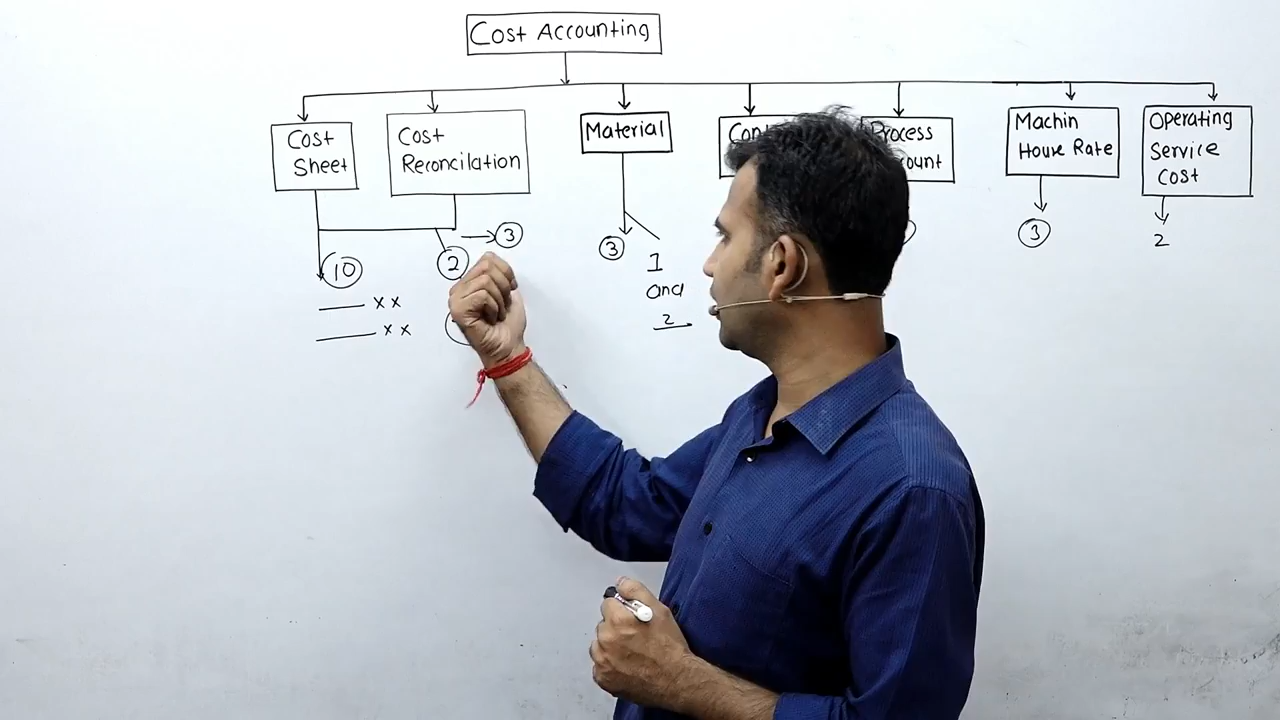 Cost Accounting
Cost
Sheet
Cost
Reconcilation
Material
Process
Machin
Houre Rate
Operating
Service
Cost
10
xx
xx
2
3
3
1
and
2
3
2